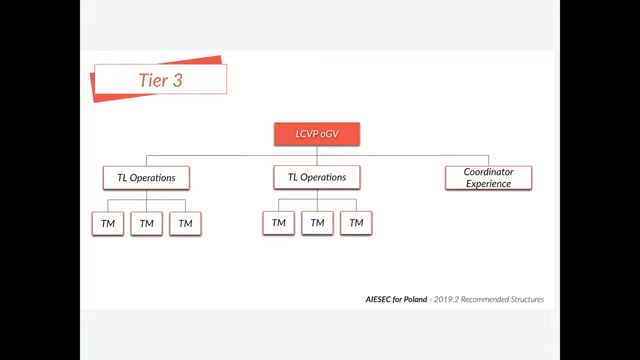 Tier 3
LCVP oGV
TL Operations
TL Operations
Coordinator
Experience
TM
TM
TM
TM
TM
TM
AIESEC for Poland - 2019.2 Recommended Structures